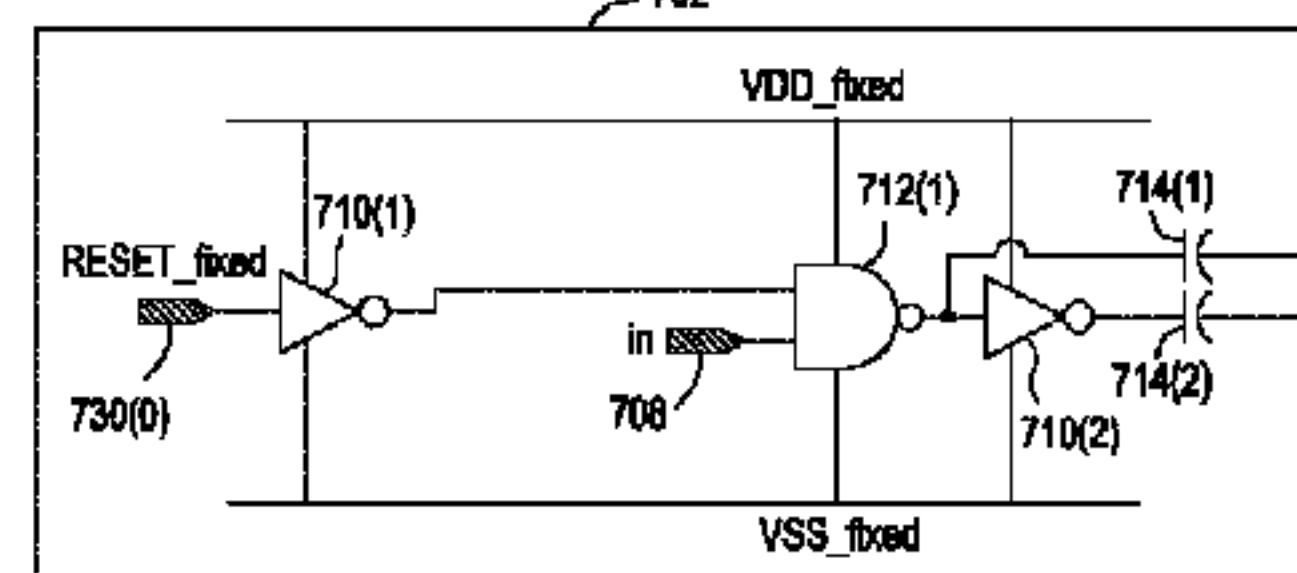 VDD_fixed
712(1)
714(1)
710(1)
RESET_fixed
in
730(0)
708
714(2)
710(2)
VSS_fixed